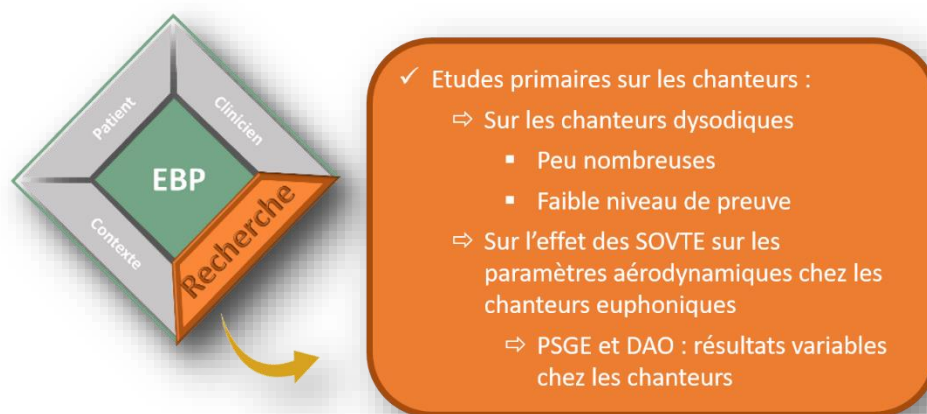 Patient
Clinicien
EBP
Contexte
Recherche
✓ Etudes primaires sur les chanteurs :
⇨ Sur les chanteurs dysodiques
▪ Peu nombreuses
▪ Faible niveau de preuve
⇨ Sur l’effet des SOVTE sur les
paramètres aérodynamiques chez les
chanteurs euphoniques
⇨ PSGE et DAO : résultats variables
chez les chanteurs